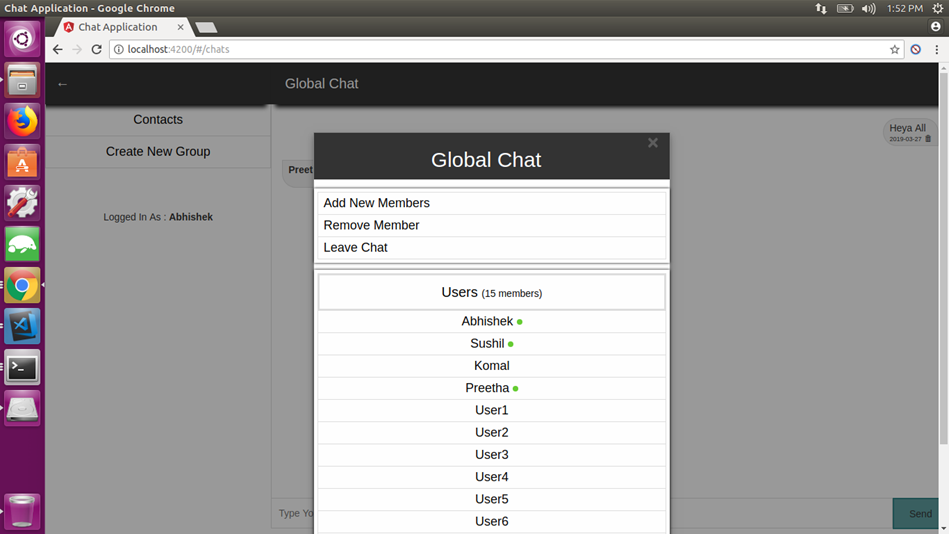 Chat Application - Google Chrome
1:52 PM
Chat Application
localhost:4200/#/chats
←
Global Chat
Contacts
Create New Group
Logged In As : Abhishek
Heya All
2019-03-27
Preet
Global Chat
×
Add New Members
Remove Member
Leave Chat
Users (15 members)
Abhishek
Sushil
Komal
Preetha
User1
User2
User3
User4
User5
User6
Type Yo
Send